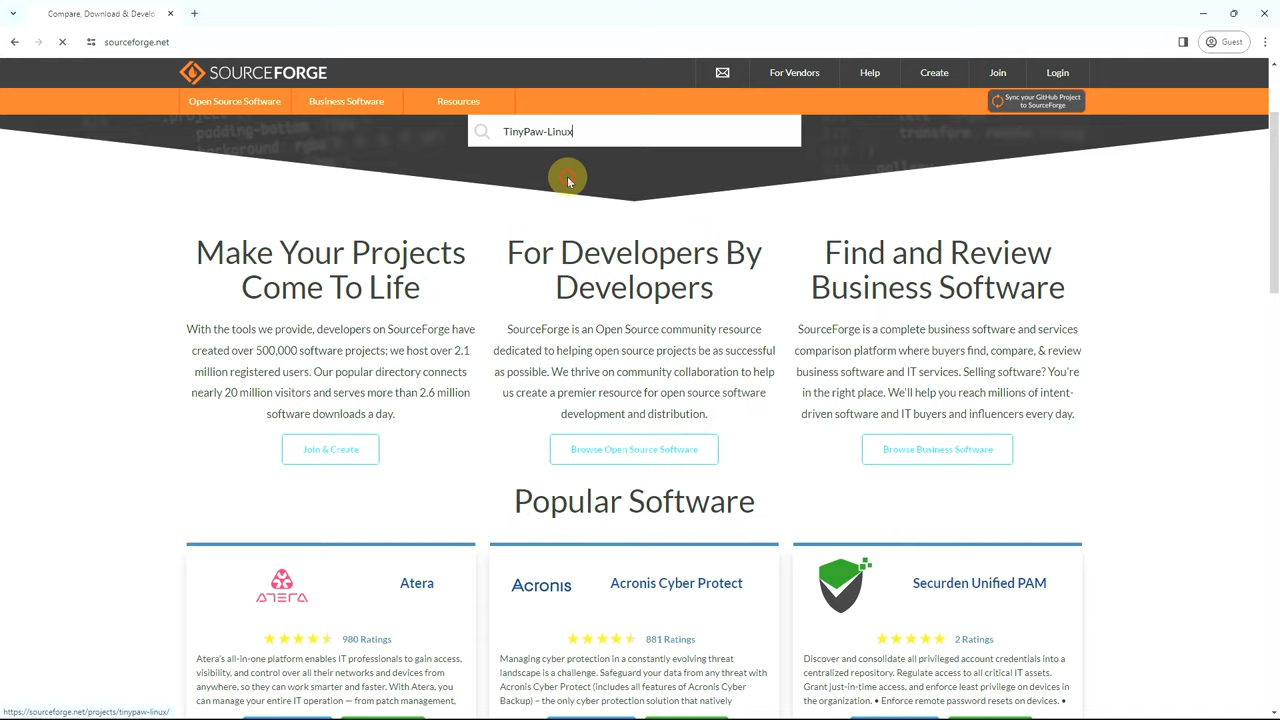 Compare, Download & Develo
sourceforge.net
Guest
SOURCEFORGE
For Vendors
Help
Create
Join
Login
Open Source Software
Business Software
Resources
Sync your GitHub Project
to SourceForge
TinyPaw-Linux
Make Your Projects
Come To Life
With the tools we provide, developers on SourceForge have
created over 500,000 software projects; we host over 2.1
million registered users. Our popular directory connects
nearly 20 million visitors and serves more than 2.6 million
software downloads a day.
Join & Create
For Developers By
Developers
SourceForge is an Open Source community resource
dedicated to helping open source projects be as successful
as possible. We thrive on community collaboration to help
us create a premier resource for open source software
development and distribution.
Browse Open Source Software
Find and Review
Business Software
SourceForge is a complete business software and services
comparison platform where buyers find, compare, & review
business software and IT services. Selling software? You're
in the right place. We'll help you reach millions of intent-
driven software and IT buyers and influencers every day.
Browse Business Software
Popular Software
ATERA
Atera
980 Ratings
Atera's all-in-one platform enables IT professionals to gain access,
visibility, and control over all their networks and devices from
anywhere, so they can work smarter and faster. With Atera, you
can manage your entire IT operation — from patch management,
Acronis
Acronis Cyber Protect
881 Ratings
Managing cyber protection in a constantly evolving threat
landscape is a challenge. Safeguard your data from any threat with
Acronis Cyber Protect (includes all features of Acronis Cyber
Backup) – the only cyber protection solution that natively
Securden Unified PAM
2 Ratings
Discover and consolidate all privileged account credentials into a
centralized repository. Regulate access to all critical IT assets.
Grant just-in-time access, and enforce least privilege on devices in
the organization. • Enforce remote password resets on devices. •
https://sourceforge.net/projects/tinypaw-linux/